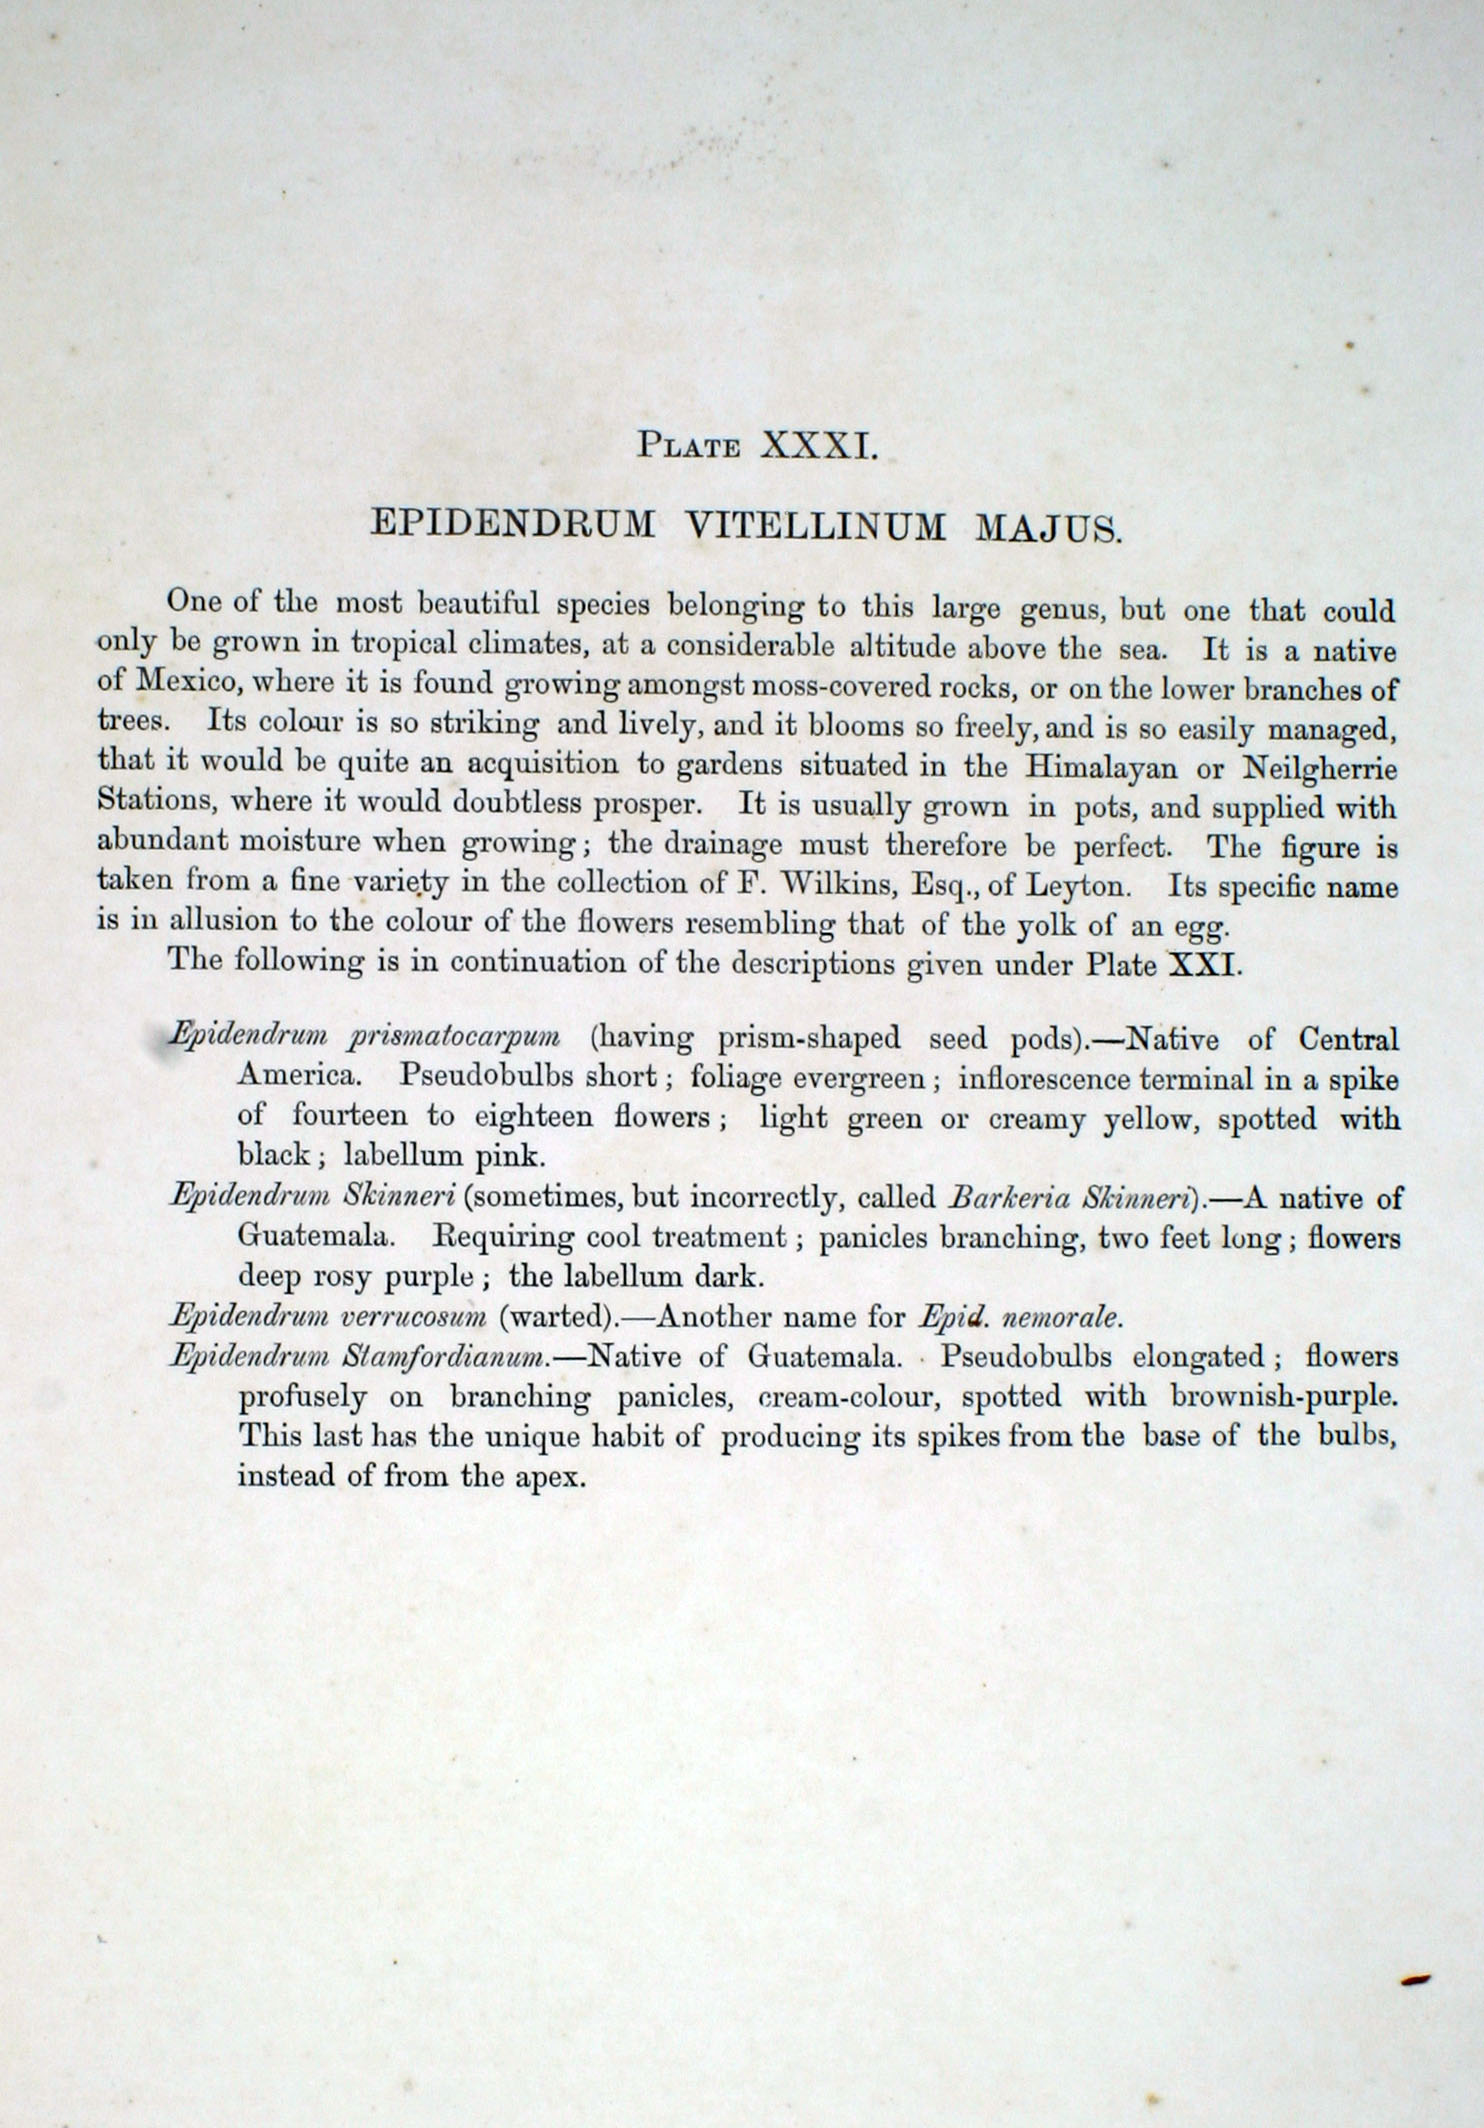 PLATE XXXI.
EPIDENDRUM VITELLINUM MAJUS.
One of the most beautiful species belonging to this large genus, but one that could
only be grown in tropical climates, at a considerable altitude above the sea. It is a native
of Mexico, where it is found growing amongst moss-covered rocks, or on the lower branches of
trees. Its colour is so striking and lively, and it blooms so freely, and is so easily managed,
that it would be quite an acquisition to gardens situated in the Himalayan or Neilgherrie
Stations, where it would doubtless prosper. It is usually grown in pots, and supplied with
abundant moisture when growing; the drainage must therefore be perfect. The figure is
taken from a fine variety in the collection of F. Wilkins, Esq., of Leyton. Its specific name
is in allusion to the colour of the flowers resembling that of the yolk of an egg.
The following is in continuation of the descriptions given under Plate XXI.
Epidendrum prismatocarpum (having prism-shaped seed pods).—Native of Central
America. Pseudobulbs short; foliage evergreen; inflorescence terminal in a spike
of fourteen to eighteen flowers; light green or creamy yellow, spotted with
black; labellum pink.
Epidendrum Skinneri (sometimes, but incorrectly, called Barkeria Skinneri).—A native of
Guatemala. Requiring cool treatment; panicles branching, two feet long; flowers
deep rosy purple; the labellum dark.
Epidendrum verrucosum (warted).—Another name for Epid. nemorale.
Epidendrum Stamfordianum.—Native of Guatemala. Pseudobulbs elongated; flowers
profusely on branching panicles, cream-colour, spotted with brownish-purple.
This last has the unique habit of producing its spikes from the base of the bulbs,
instead of from the apex.